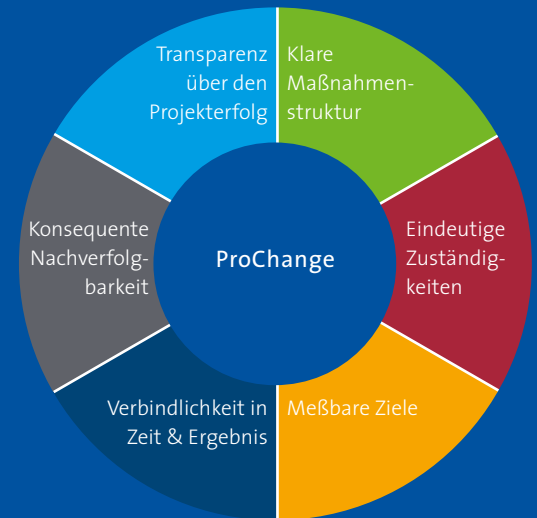 Transparenz
über den
Projekterfolg
Klare
Maßnahmen-
struktur
Konsequente
Nachverfolg-
barkeit
ProChange
Eindeutige
Zuständig-
keiten
Verbindlichkeit in
Zeit & Ergebnis
Meßbare Ziele